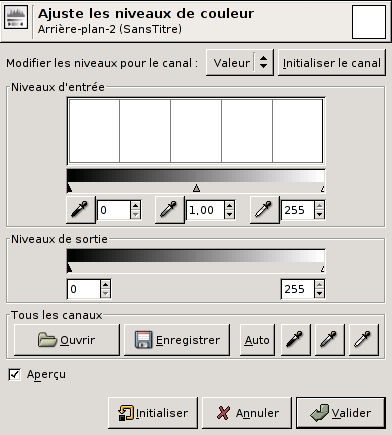 Ajuste les niveaux de couleur
Arrière-plan-2 (SansTitre)
Modifier les niveaux pour le canal : Valeur Initialiser le canal
Niveaux d'entrée
0 1,00 255
Niveaux de sortie
0 255
Tous les canaux
Ouvrir Enregistrer Auto
Aperçu
Initialiser Annuler Valider